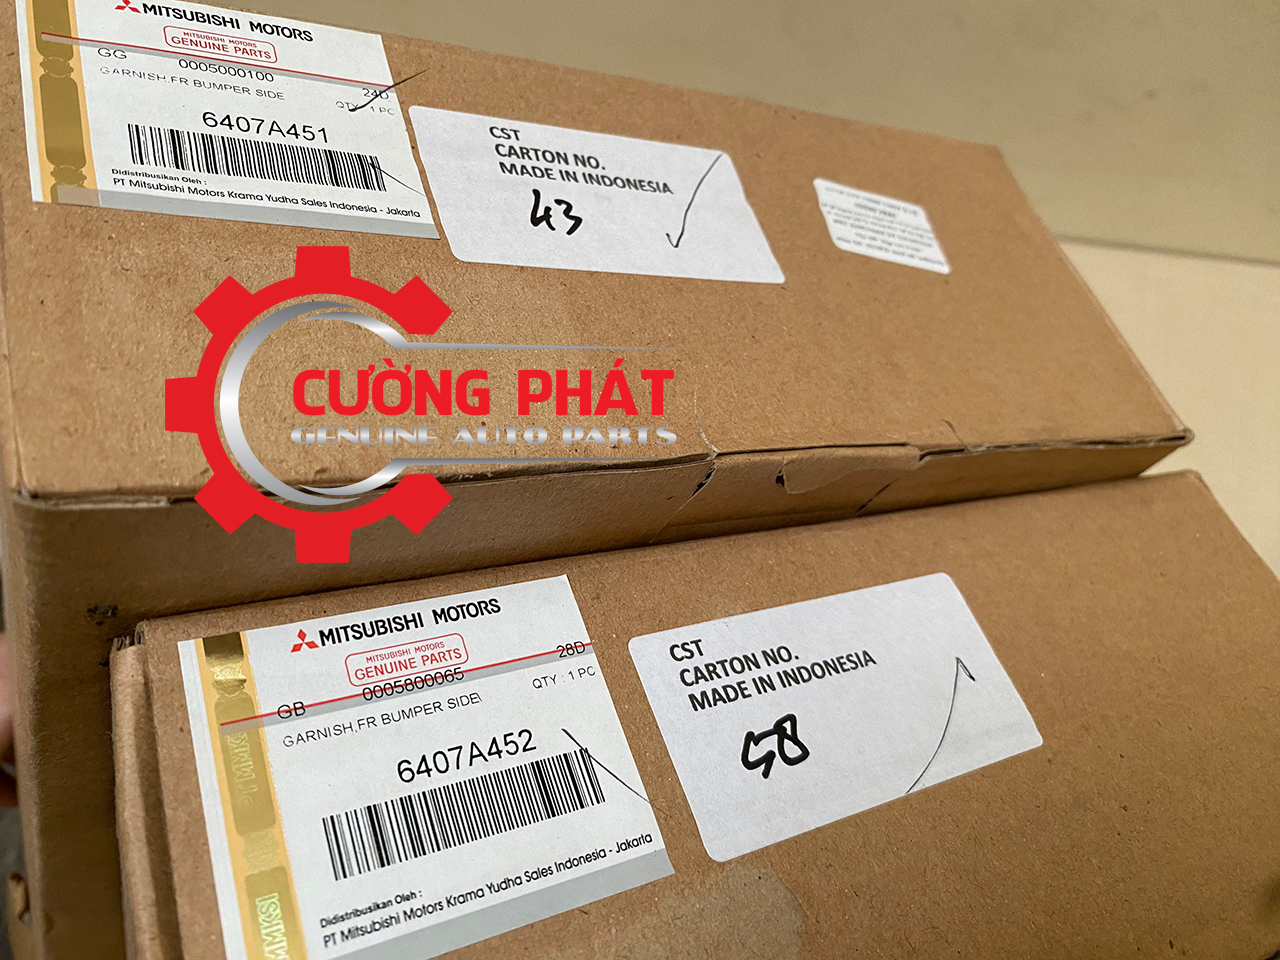 MITSUBISHI MOTORS
MITSUBISHI MOTORS
GENUINE PARTS
GG 0005000100 24D
GARNISH,FR BUMPER SIDE QTY : 1 PC
6407A451
Didistribusikan Oleh :
PT Mitsubishi Motors Krama Yudha Sales Indonesia - Jakarta
CST
CARTON NO.
MADE IN INDONESIA
43
CƯỜNG PHÁT
GENUINE AUTO PARTS
MITSUBISHI MOTORS
MITSUBISHI MOTORS
GENUINE PARTS
GB 0005800065 28D
GARNISH,FR BUMPER SIDE QTY : 1 PC
6407A452
Didistribusikan Oleh :
PT Mitsubishi Motors Krama Yudha Sales Indonesia - Jakarta
CST
CARTON NO.
MADE IN INDONESIA
58